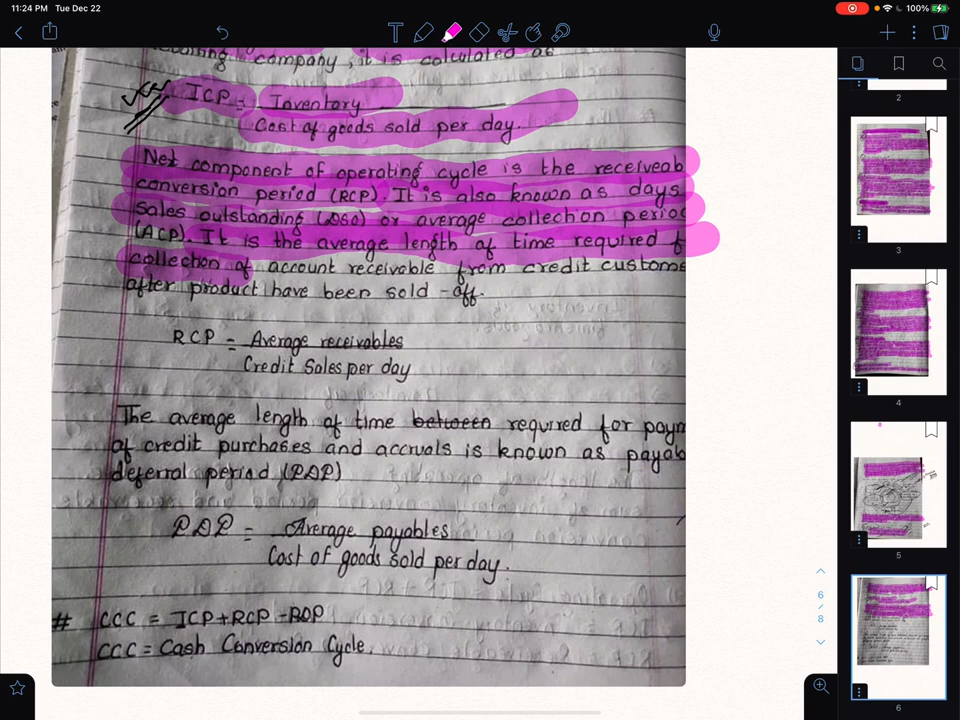 11:24 PM Tue Dec 22
100%
company, it is calculated as
ICP = Inventory
Cost of goods sold per day.
Net component of operating cycle is the receiveab
conversion period (RCP). It is also known as days
sales outstanding (DSO) or average collection period
(ACP). It is the average length of time required f
collection of account receivable from credit custome
after product have been sold-off.
RCP = Average receivables
Credit Sales per day
The average length of time between required for paym
of credit purchases and accruals is known as payab
deferral period (PDP)
PDP = Average payables
Cost of goods sold per day.
# CCC = ICP+RCP-PDP
CCC = Cash Conversion Cycle.
2
3
4
5
6
/
8
6